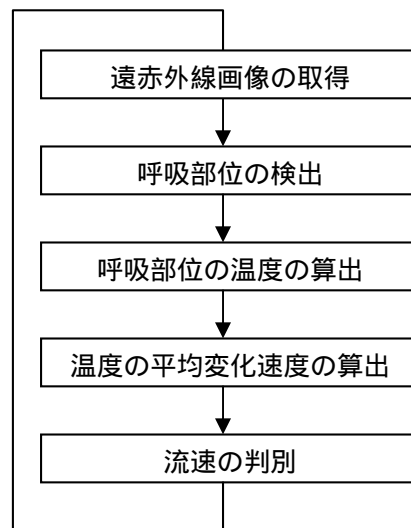 遠赤外線画像の取得
呼吸部位の検出
呼吸部位の温度の算出
温度の平均変化速度の算出
流速の判別